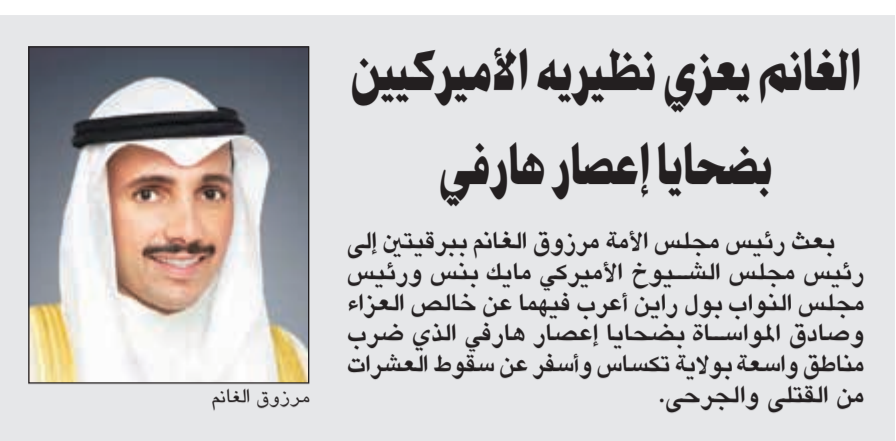 الغانم يعزي نظيريه الأميركيين
بضحايا إعصار هارفي
بعث رئيس مجلس الأمة مرزوق الغانم ببرقيتين إلى
رئيس مجلس الشيوخ الأميركي مايك بنس ورئيس
مجلس النواب بول راين أعرب فيهما عن خالص العزاء
وصادق المواساة بضحايا إعصار هارفي الذي ضرب
مناطق واسعة بولاية تكساس وأسفر عن سقوط العشرات
من القتلى والجرحى.
مرزوق الغانم